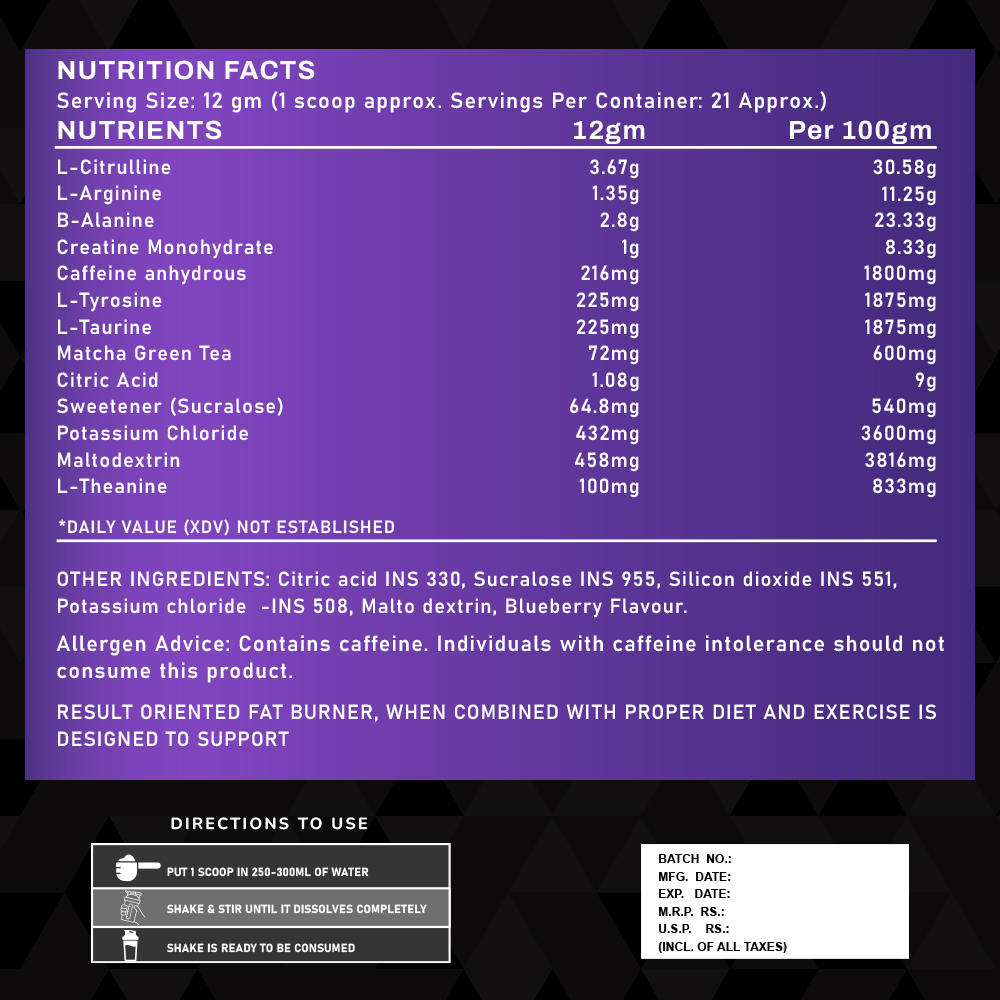 NUTRITION FACTS
Serving Size: 12 gm (1 scoop approx. Servings Per Container: 21 Approx.)
NUTRIENTS 12gm Per 100gm
L-Citrulline 3.67g 30.58g
L-Arginine 1.35g 11.25g
B-Alanine 2.8g 23.33g
Creatine Monohydrate 1g 8.33g
Caffeine anhydrous 216mg 1800mg
L-Tyrosine 225mg 1875mg
L-Taurine 225mg 1875mg
Matcha Green Tea 72mg 600mg
Citric Acid 1.08g 9g
Sweetener (Sucralose) 64.8mg 540mg
Potassium Chloride 432mg 3600mg
Maltodextrin 458mg 3816mg
L-Theanine 100mg 833mg
*DAILY VALUE (XDV) NOT ESTABLISHED
OTHER INGREDIENTS: Citric acid INS 330, Sucralose INS 955, Silicon dioxide INS 551,
Potassium chloride -INS 508, Malto dextrin, Blueberry Flavour.
Allergen Advice: Contains caffeine. Individuals with caffeine intolerance should not
consume this product.
RESULT ORIENTED FAT BURNER, WHEN COMBINED WITH PROPER DIET AND EXERCISE IS
DESIGNED TO SUPPORT
DIRECTIONS TO USE
PUT 1 SCOOP IN 250-300ML OF WATER
SHAKE & STIR UNTIL IT DISSOLVES COMPLETELY
SHAKE IS READY TO BE CONSUMED
BATCH NO.:
MFG. DATE:
EXP. DATE:
M.R.P. RS.:
U.S.P. RS.:
(INCL. OF ALL TAXES)